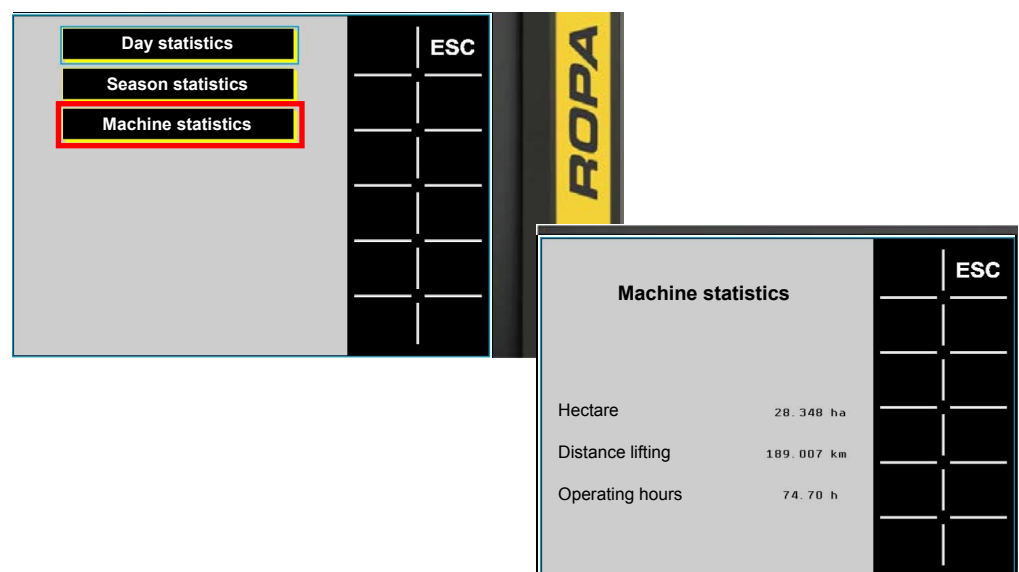 Day statistics
ESC
Season statistics
Machine statistics
ROPA
ESC
Machine statistics
Hectare 28.348 ha
Distance lifting 189.007 km
Operating hours 74.70 h